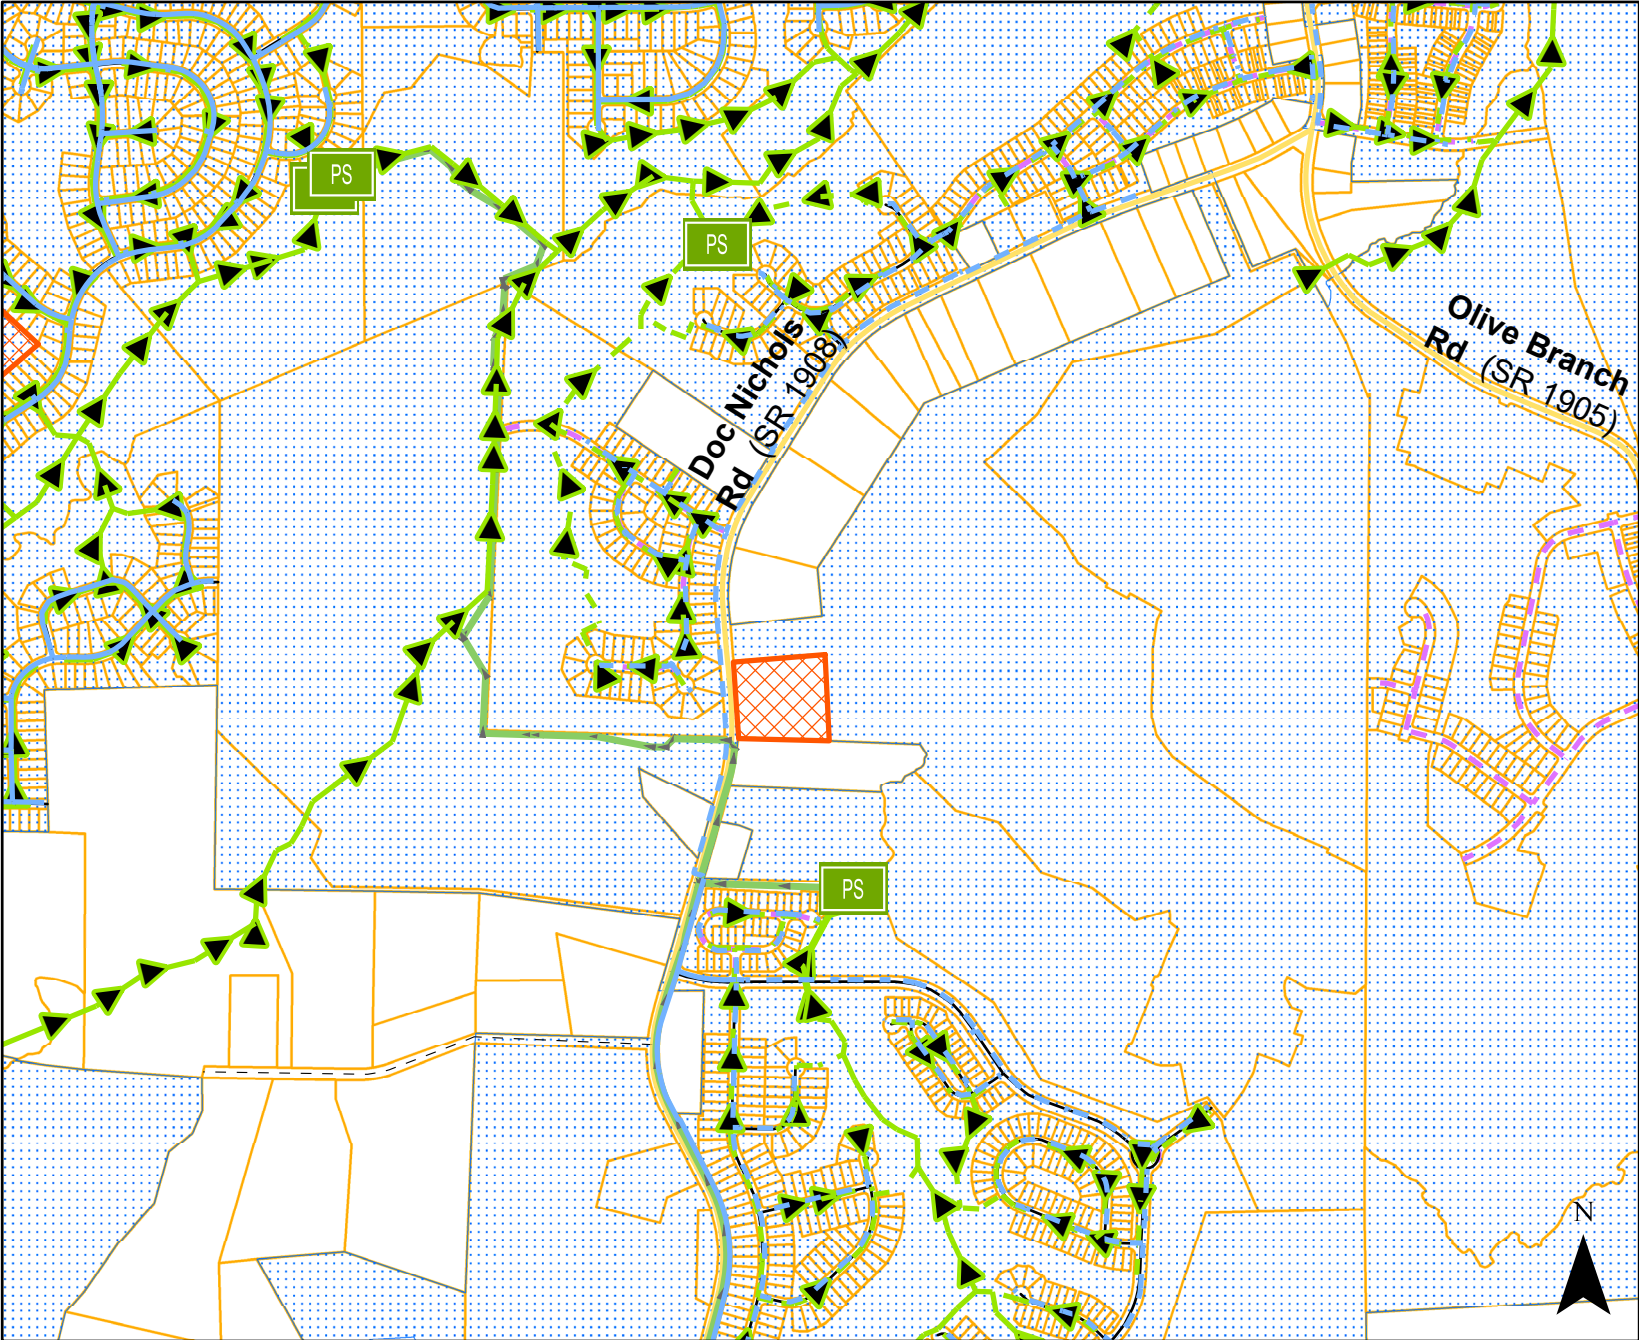 PS
PS
Olive Branch
Rd (SR 1905)
Doc Nichols
Rd (SR 1908)
PS
N